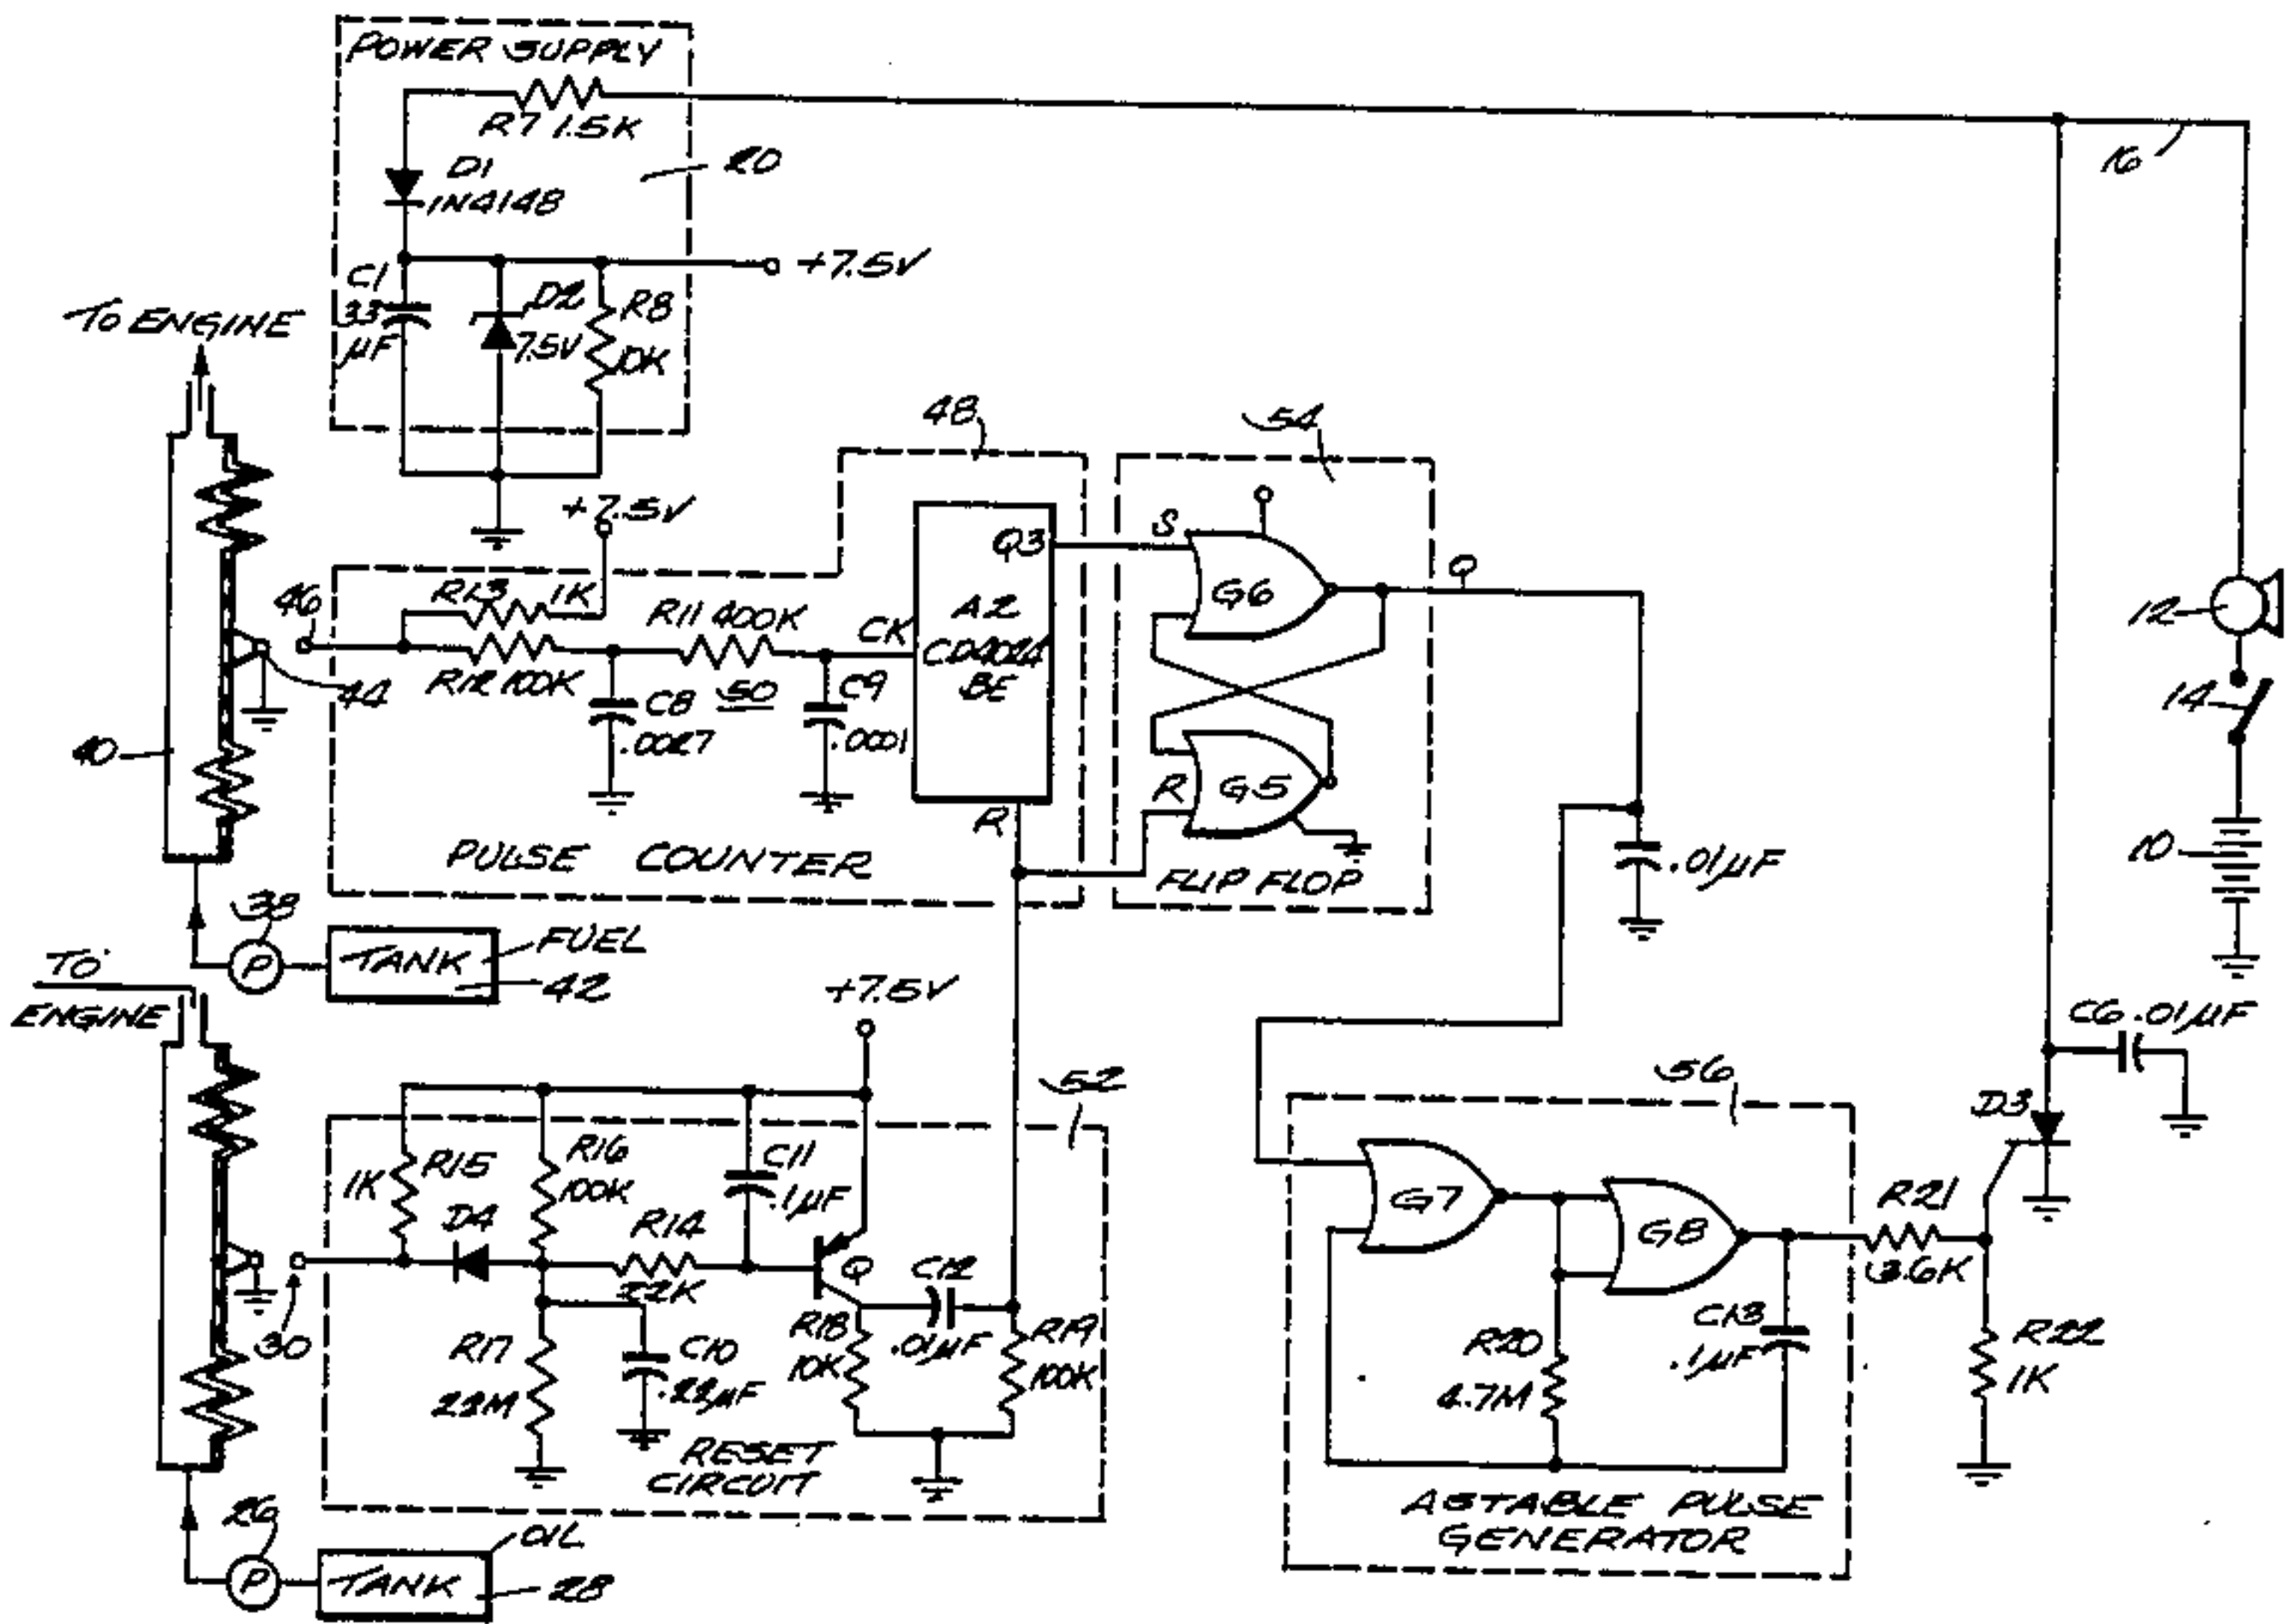 POWER SUPPLY
R7 1.5K
D1
1N4148
20
16
+7.5V
C1
33
µF
D2
7.5V
R8
10K
TO ENGINE
48
54
+7.5V
46
R13 1K
R11 400K
CK
Q3
A2
CD4024
BE
S
G6
Q
12
R12 100K
C8
.0027
50
C9
.0001
44
14
40
R
R
G5
10
PULSE COUNTER
FLIP FLOP
.01µF
38
P
TANK
FUEL
42
TO
ENGINE
+7.5V
C6 .01µF
52
56
D3
R15
1K
R16
100K
C11
.1µF
D4
R14
22K
Q
G7
G8
R21
3.6K
30
R17
22M
C10
.22µF
R18
10K
C12
.01µF
R19
100K
R20
4.7M
C13
.1µF
R22
1K
RESET
CIRCUIT
ASTABLE PULSE
GENERATOR
26
P
TANK
OIL
28